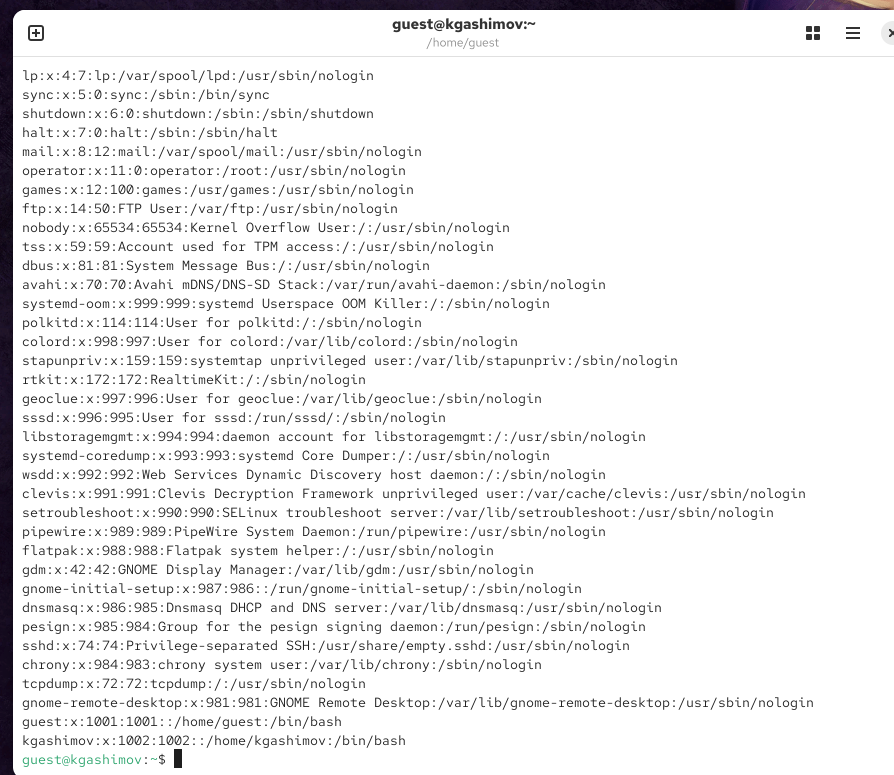 guest@kgashimov:~
/home/guest
lp:x:4:7:lp:/var/spool/lpd:/usr/sbin/nologin
sync:x:5:0:sync:/sbin:/bin/sync
shutdown:x:6:0:shutdown:/sbin:/sbin/shutdown
halt:x:7:0:halt:/sbin:/sbin/halt
mail:x:8:12:mail:/var/spool/mail:/usr/sbin/nologin
operator:x:11:0:operator:/root:/usr/sbin/nologin
games:x:12:100:games:/usr/games:/usr/sbin/nologin
ftp:x:14:50:FTP User:/var/ftp:/usr/sbin/nologin
nobody:x:65534:65534:Kernel Overflow User:/:/usr/sbin/nologin
tss:x:59:59:Account used for TPM access:/:/usr/sbin/nologin
dbus:x:81:81:System Message Bus:/:/usr/sbin/nologin
avahi:x:70:70:Avahi mDNS/DNS-SD Stack:/var/run/avahi-daemon:/sbin/nologin
systemd-oom:x:999:999:systemd Userspace OOM Killer:/:/usr/sbin/nologin
polkitd:x:114:114:User for polkitd:/:/sbin/nologin
colord:x:998:997:User for colord:/var/lib/colord:/sbin/nologin
stapunpriv:x:159:159:systemtap unprivileged user:/var/lib/stapunpriv:/sbin/nologin
rtkit:x:172:172:RealtimeKit:/:/sbin/nologin
geoclue:x:997:996:User for geoclue:/var/lib/geoclue:/sbin/nologin
sssd:x:996:995:User for sssd:/run/sssd/:/sbin/nologin
libstoragemgmt:x:994:994:daemon account for libstoragemgmt:/:/usr/sbin/nologin
systemd-coredump:x:993:993:systemd Core Dumper:/:/usr/sbin/nologin
wsdd:x:992:992:Web Services Dynamic Discovery host daemon:/:/sbin/nologin
clevis:x:991:991:Clevis Decryption Framework unprivileged user:/var/cache/clevis:/usr/sbin/nologin
setroubleshoot:x:990:990:SELinux troubleshoot server:/var/lib/setroubleshoot:/usr/sbin/nologin
pipewire:x:989:989:PipeWire System Daemon:/run/pipewire:/usr/sbin/nologin
flatpak:x:988:988:Flatpak system helper:/:/usr/sbin/nologin
gdm:x:42:42:GNOME Display Manager:/var/lib/gdm:/usr/sbin/nologin
gnome-initial-setup:x:987:986::/run/gnome-initial-setup/:/sbin/nologin
dnsmasq:x:986:985:Dnsmasq DHCP and DNS server:/var/lib/dnsmasq:/usr/sbin/nologin
pesign:x:985:984:Group for the pesign signing daemon:/run/pesign:/sbin/nologin
sshd:x:74:74:Privilege-separated SSH:/usr/share/empty.sshd:/usr/sbin/nologin
chrony:x:984:983:chrony system user:/var/lib/chrony:/sbin/nologin
tcpdump:x:72:72:tcpdump:/:/usr/sbin/nologin
gnome-remote-desktop:x:981:981:GNOME Remote Desktop:/var/lib/gnome-remote-desktop:/usr/sbin/nologin
guest:x:1001:1001::/home/guest:/bin/bash
kgashimov:x:1002:1002::/home/kgashimov:/bin/bash
guest@kgashimov:~$